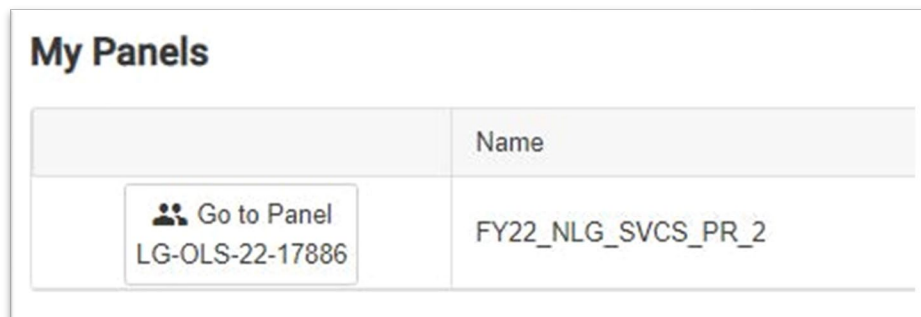 My Panels
Name
Go to Panel
LG-OLS-22-17886
FY22_NLG_SVCS_PR_2